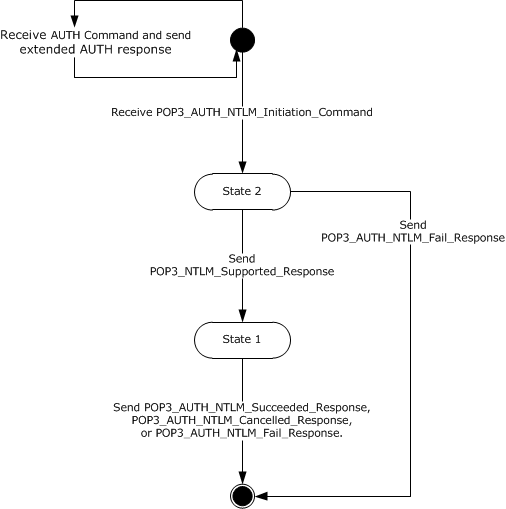 Receive AUTH Command and send
extended AUTH response
Receive POP3_AUTH_NTLM_Initiation_Command
State 2
Send
POP3_AUTH_NTLM_Fail_Response
Send
POP3_NTLM_Supported_Response
State 1
Send POP3_AUTH_NTLM_Succeeded_Response,
POP3_AUTH_NTLM_Cancelled_Response,
or POP3_AUTH_NTLM_Fail_Response.